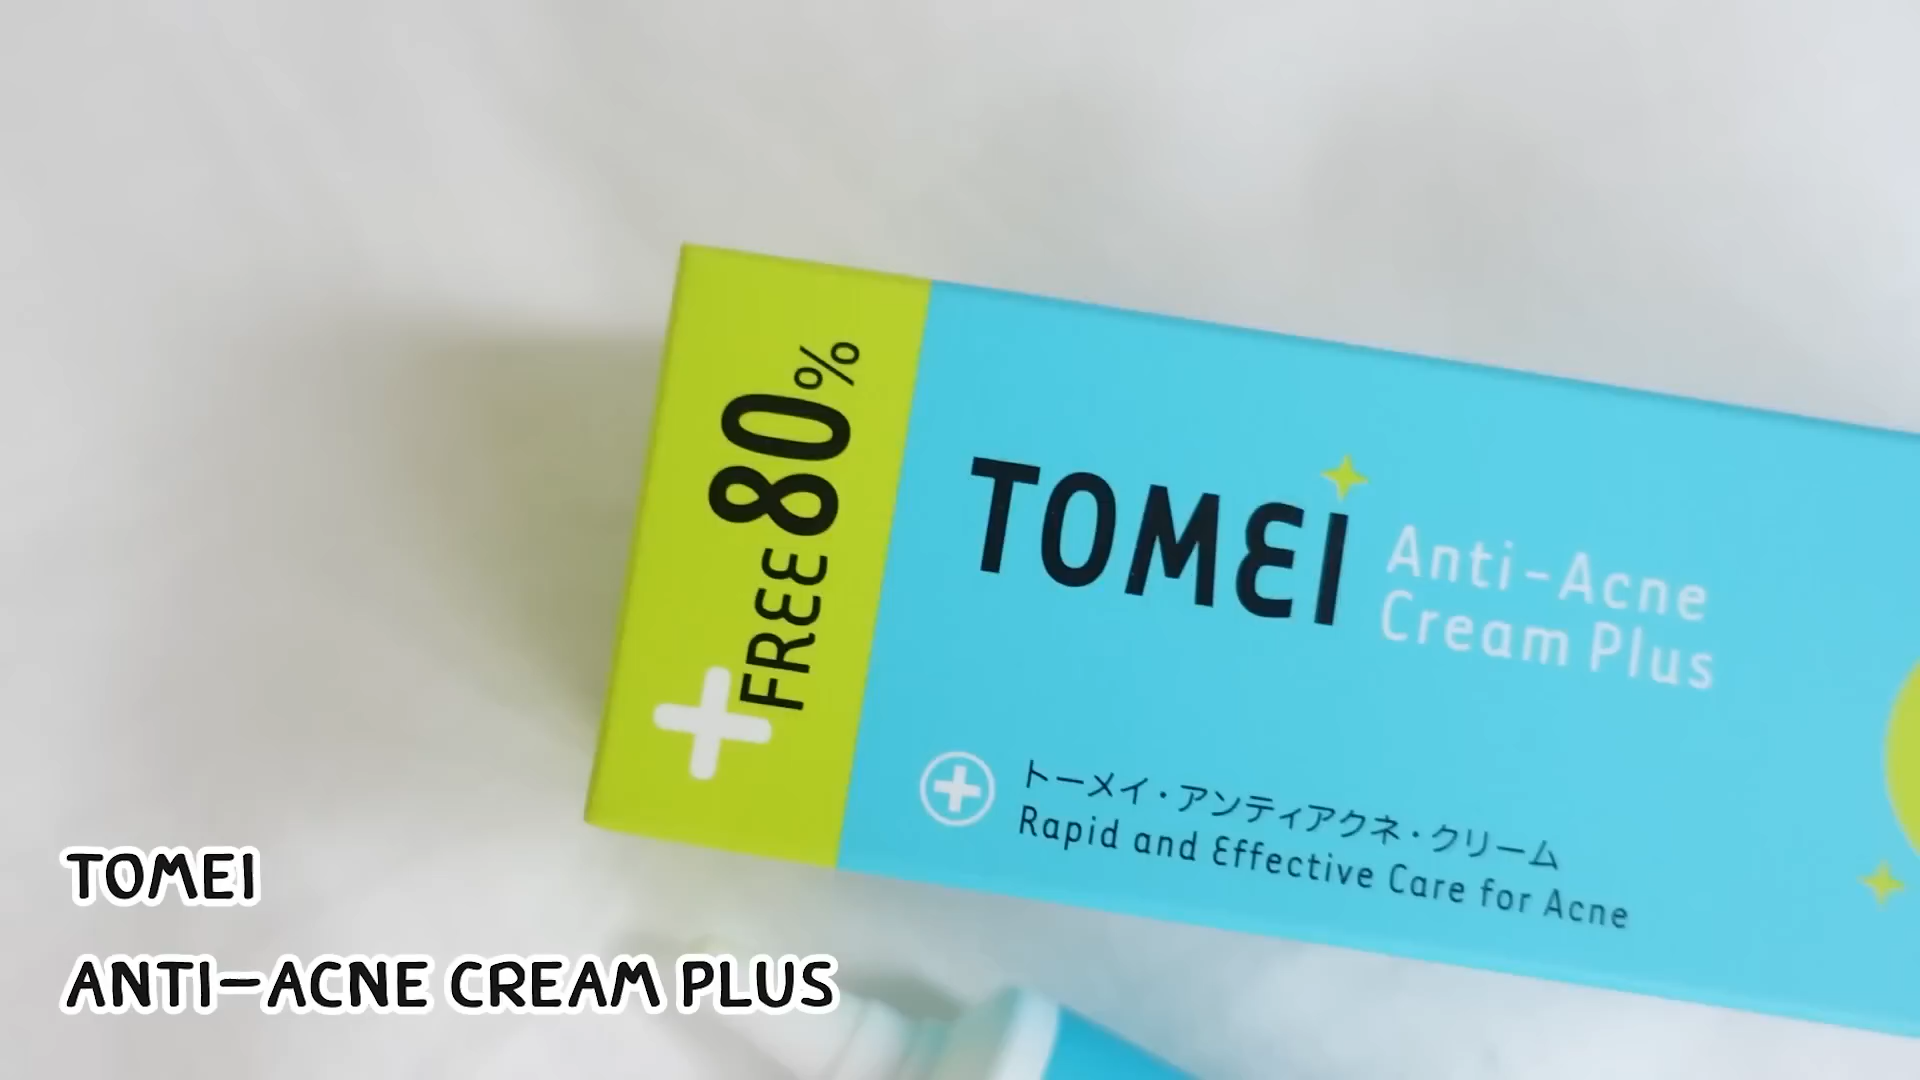 +FREE 80%
TOMEI
Anti-Acne
Cream Plus
トーメイ・アンティアクネ・クリーム
Rapid and Effective Care for Acne
TOMEI
ANTI-ACNE CREAM PLUS